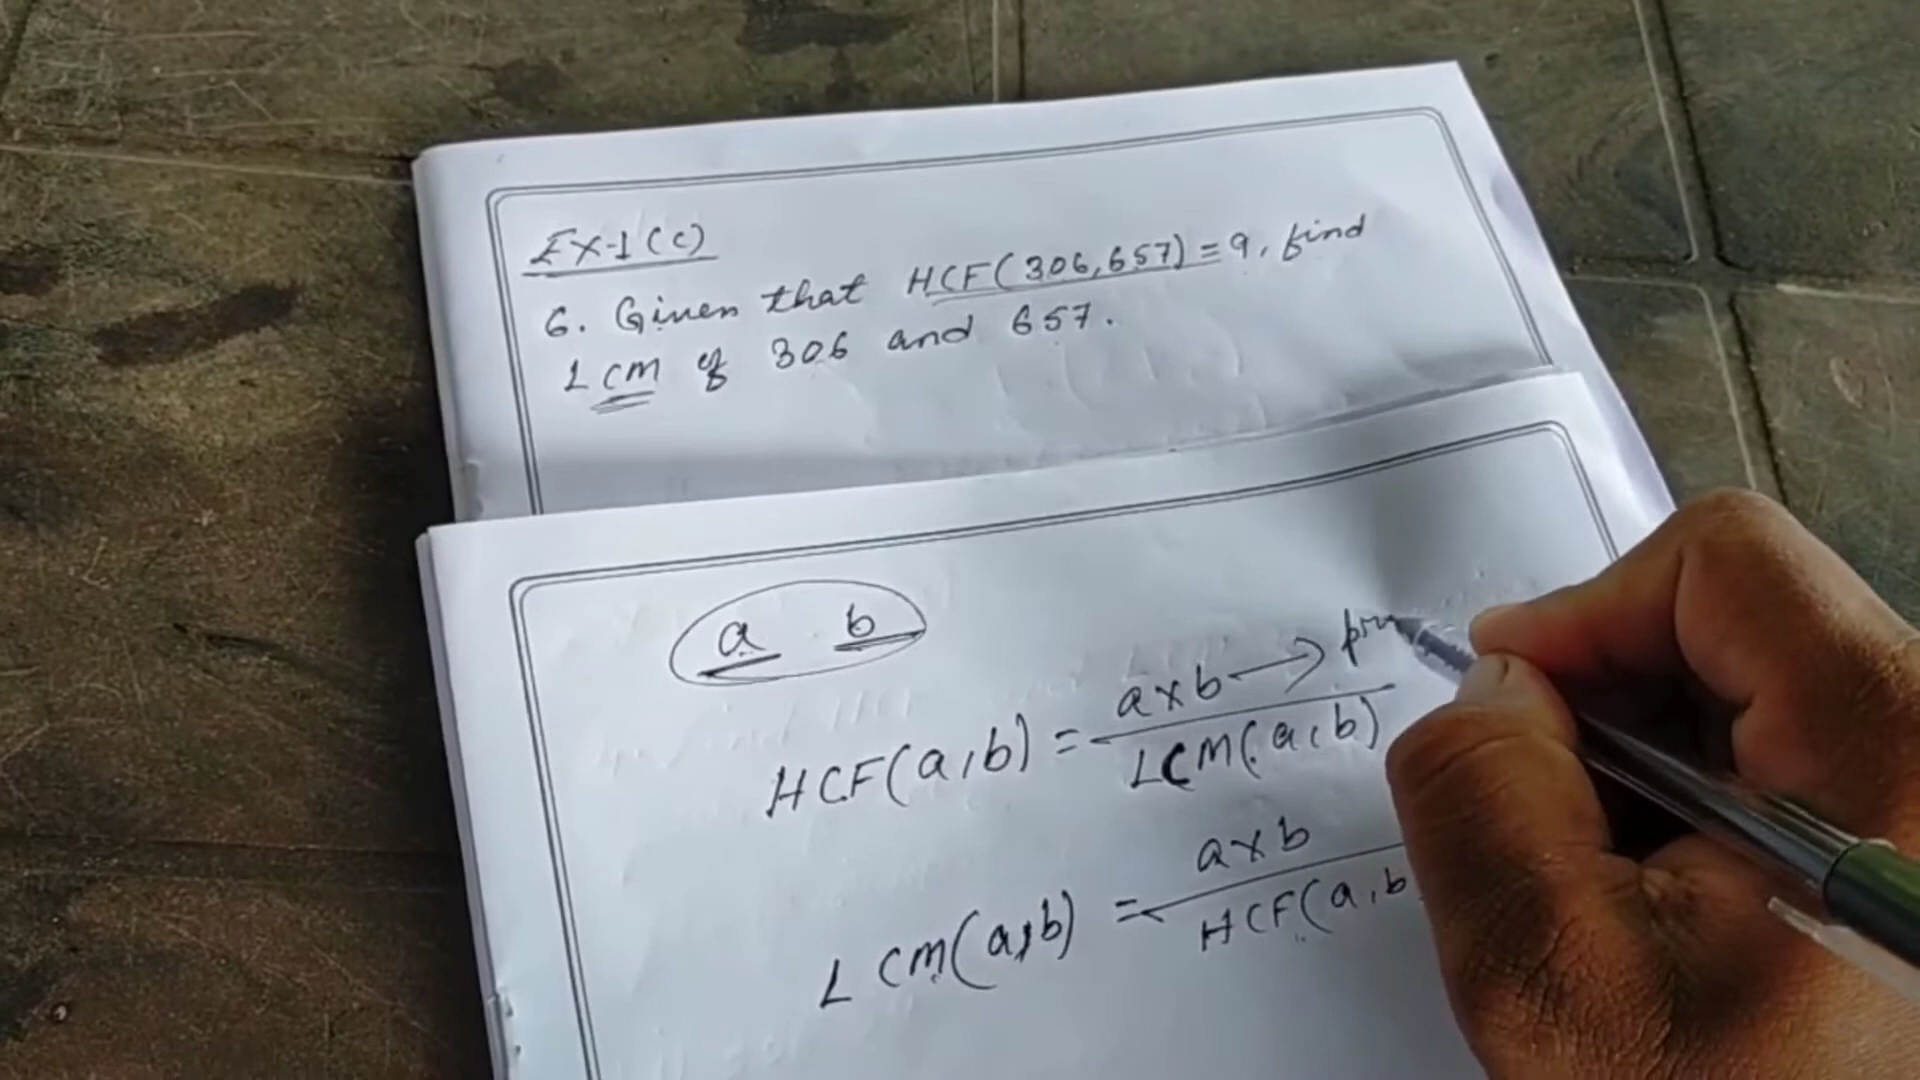 EX-1(c)
6. Given that HCF(306,657)=9, find
LCM of 306 and 657.
a b
a×b → pr
HCF(a,b) =
LCM(a,b)
a×b
LCM(a,b) =
HCF(a,b